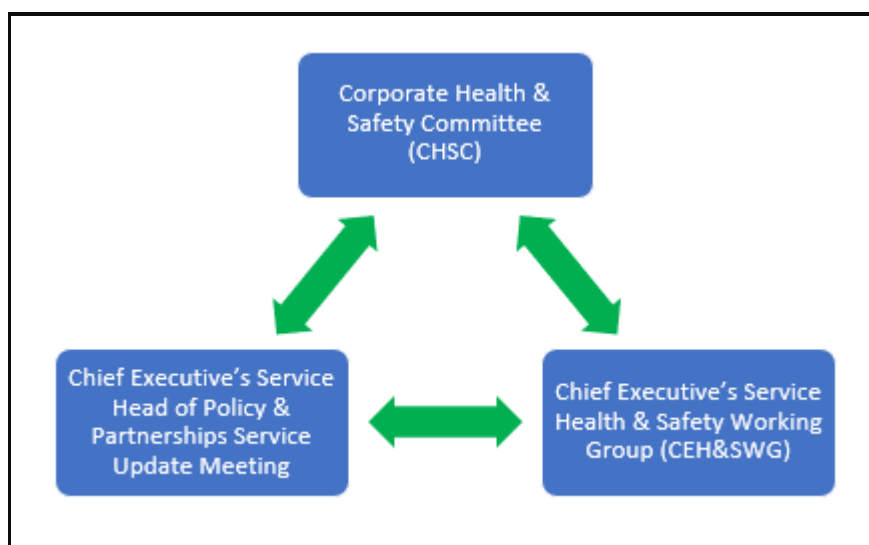 Corporate Health &
Safety Committee
(CHSC)
Chief Executive’s Service
Head of Policy &
Partnerships Service
Update Meeting
Chief Executive’s Service
Health & Safety Working
Group (CEH&SWG)